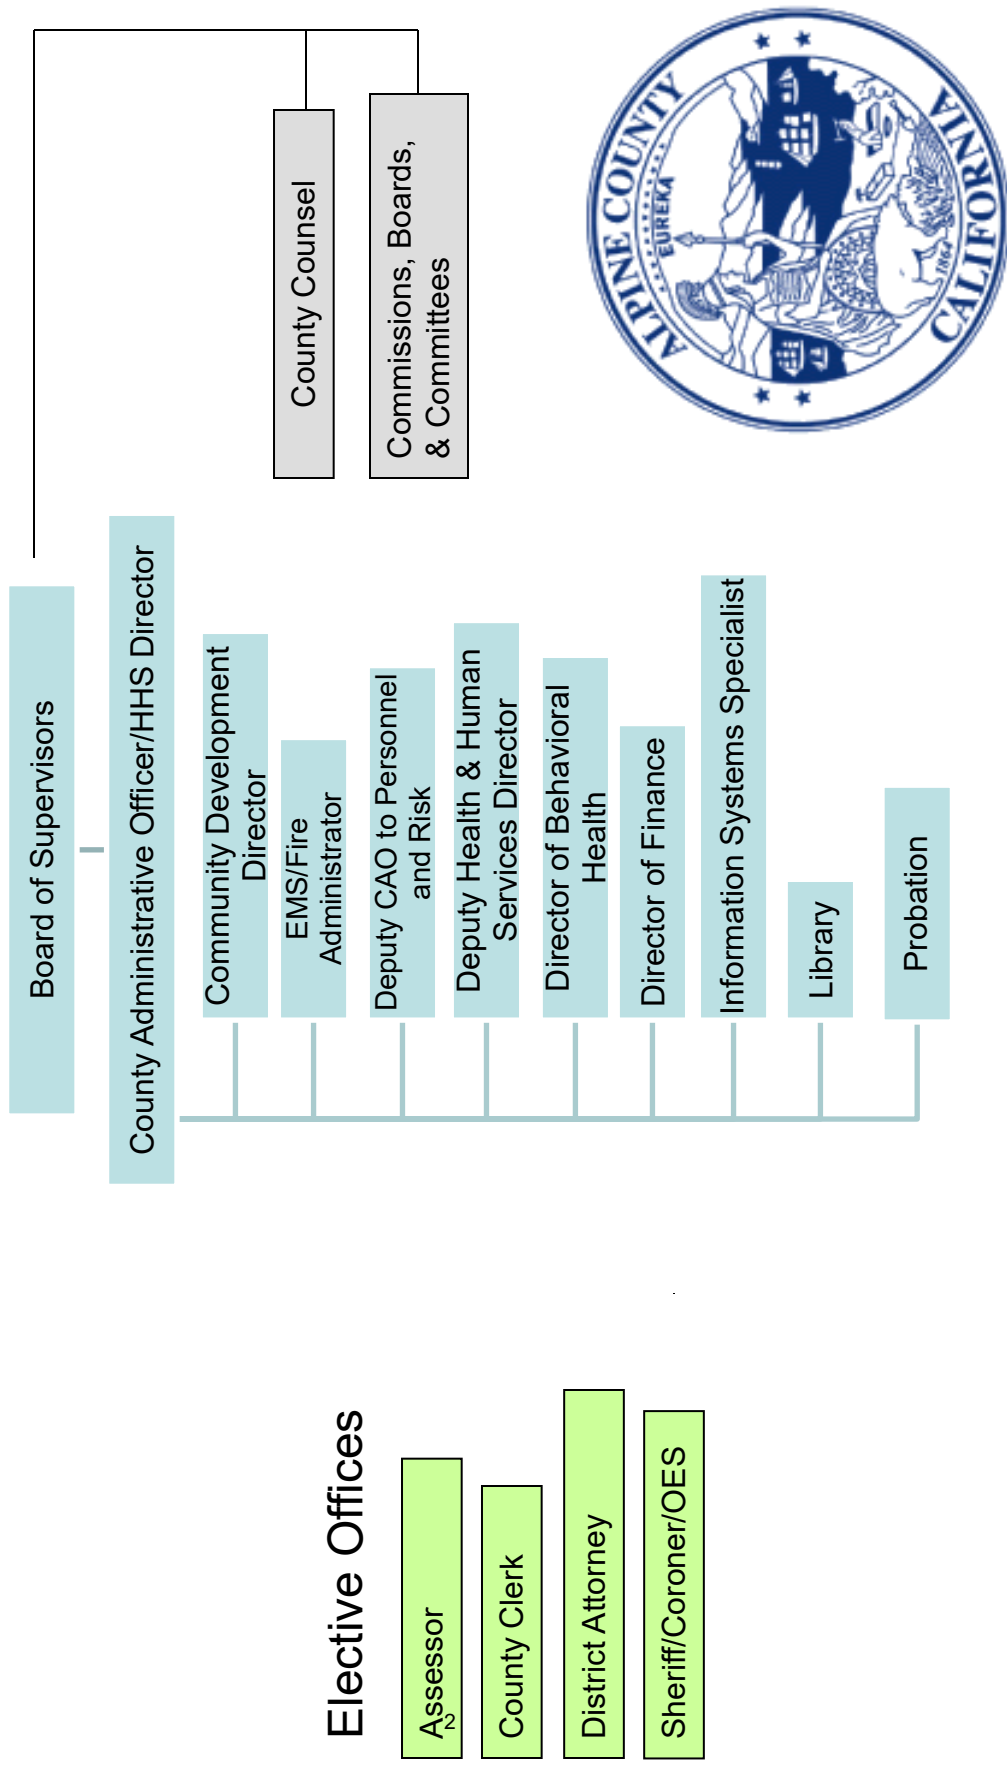 Board of Supervisors
County Administrative Officer/HHS Director
Community Development
Director
EMS/Fire
Administrator
Deputy CAO to Personnel
and Risk
Deputy Health & Human
Services Director
Director of Behavioral
Health
Director of Finance
Information Systems Specialist
Library
Probation
County Counsel
Commissions, Boards,
& Committees
Elective Offices
Assessor
2
County Clerk
District Attorney
Sheriff/Coroner/OES
ALPINE COUNTY
EUREKA
1864
CALIFORNIA